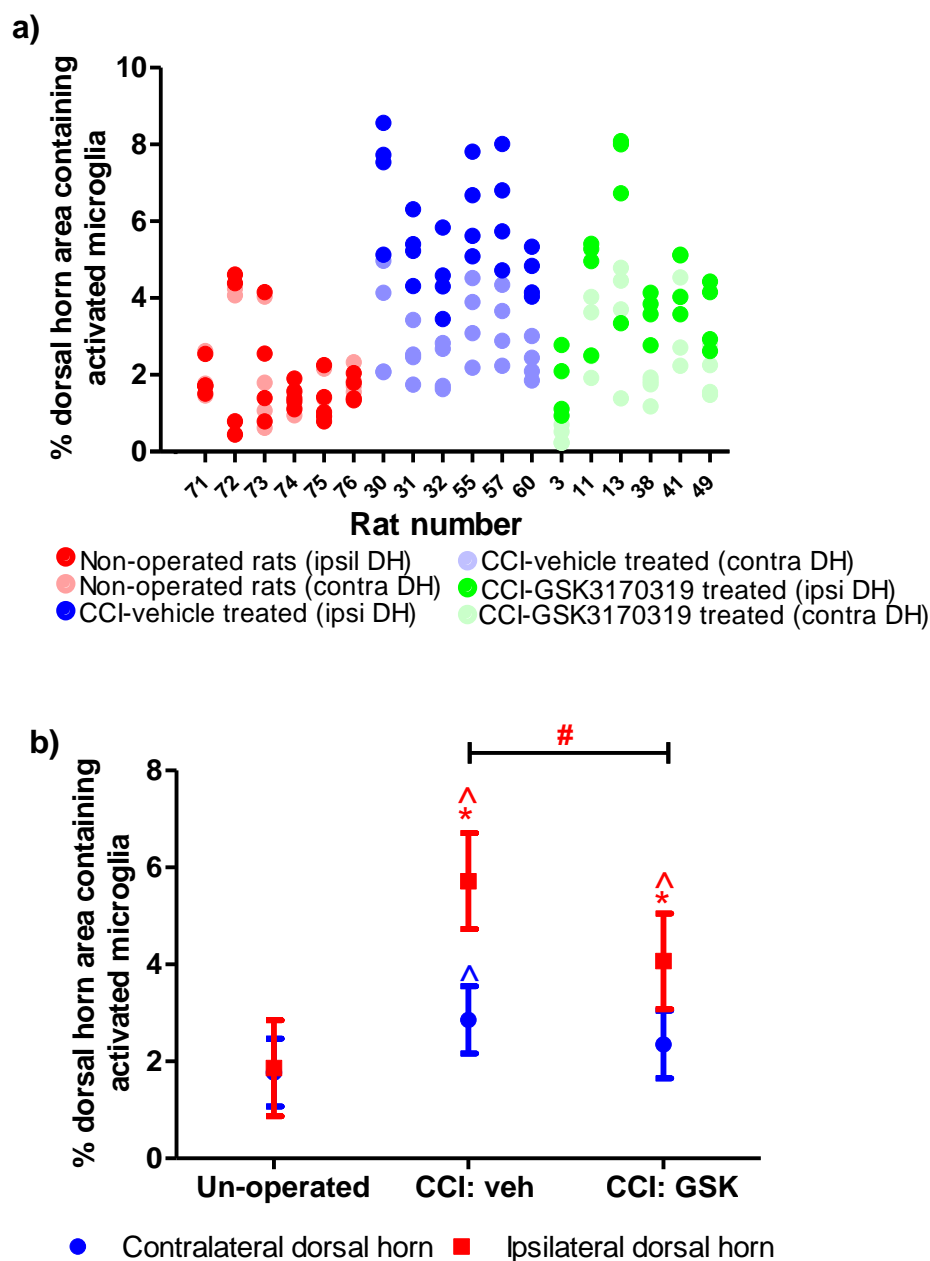 a)
% dorsal horn area containing
activated microglia
10
8
6
4
2
0
71 72 73 74 75 76 30 31 32 55 57 60 3 11 13 38 41 49
Rat number
Non-operated rats (ipsil DH)
Non-operated rats (contra DH)
CCI-vehicle treated (ipsi DH)
CCI-vehicle treated (contra DH)
CCI-GSK3170319 treated (ipsi DH)
CCI-GSK3170319 treated (contra DH)
b)
% dorsal horn area containing
activated microglia
8
6
4
2
0
#
^
*
^
^
*
Un-operated CCI: veh CCI: GSK
Contralateral dorsal horn Ipsilateral dorsal horn